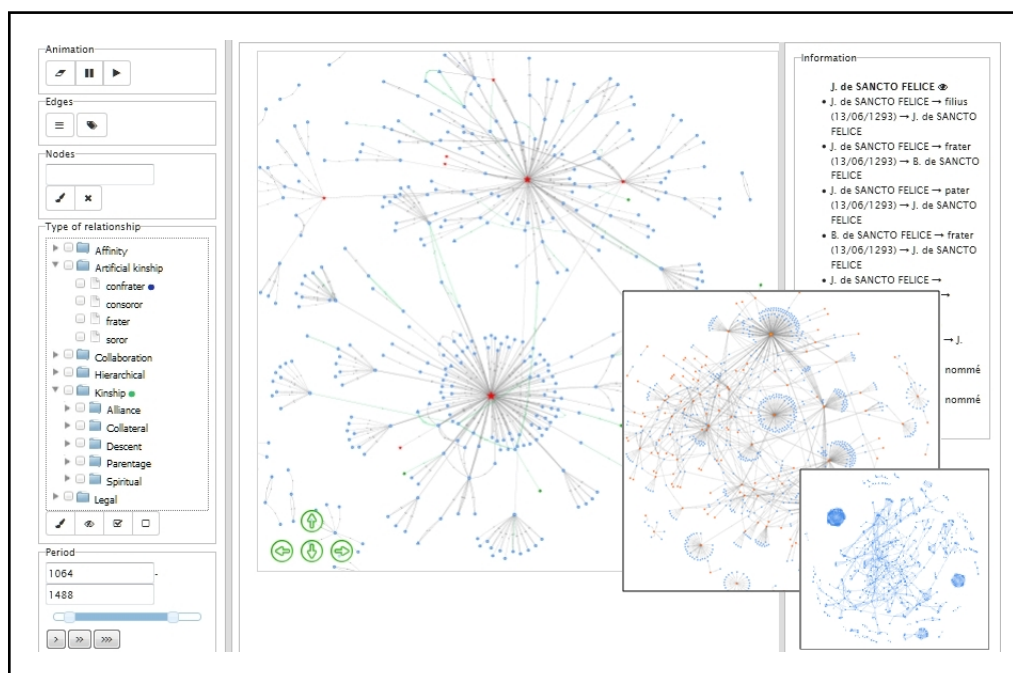 Animation
Edges
Nodes
Type of relationship
Affinity
Artificial kinship
confrater
consoror
frater
soror
Collaboration
Hierarchical
Kinship
Alliance
Collateral
Descent
Parentage
Spiritual
Legal
Period
1064 -
1488
> >> >>>
Information
J. de SANCTO FELICE
• J. de SANCTO FELICE → filius
(13/06/1293) → J. de SANCTO
FELICE
• J. de SANCTO FELICE → frater
(13/06/1293) → B. de SANCTO
FELICE
• J. de SANCTO FELICE → pater
(13/06/1293) → J. de SANCTO
FELICE
• B. de SANCTO FELICE → frater
(13/06/1293) → J. de SANCTO
FELICE
• J. de SANCTO FELICE →
→
→ J.
nommé
nommé